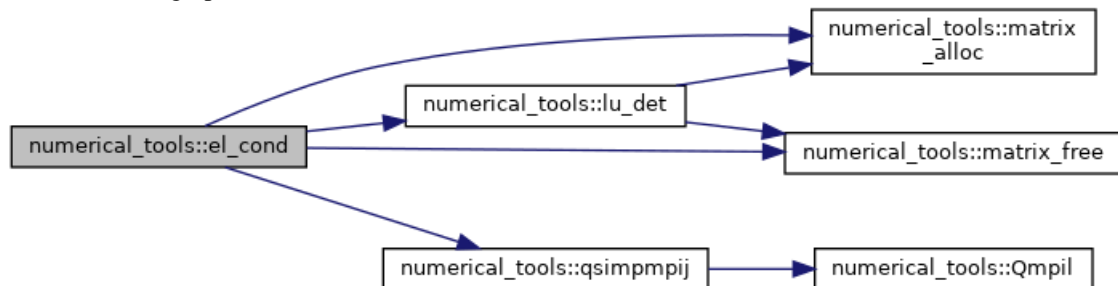 numerical_tools::matrix
_alloc
numerical_tools::lu_det
numerical_tools::el_cond
numerical_tools::matrix_free
numerical_tools::qsimpmpij
numerical_tools::Qmpil